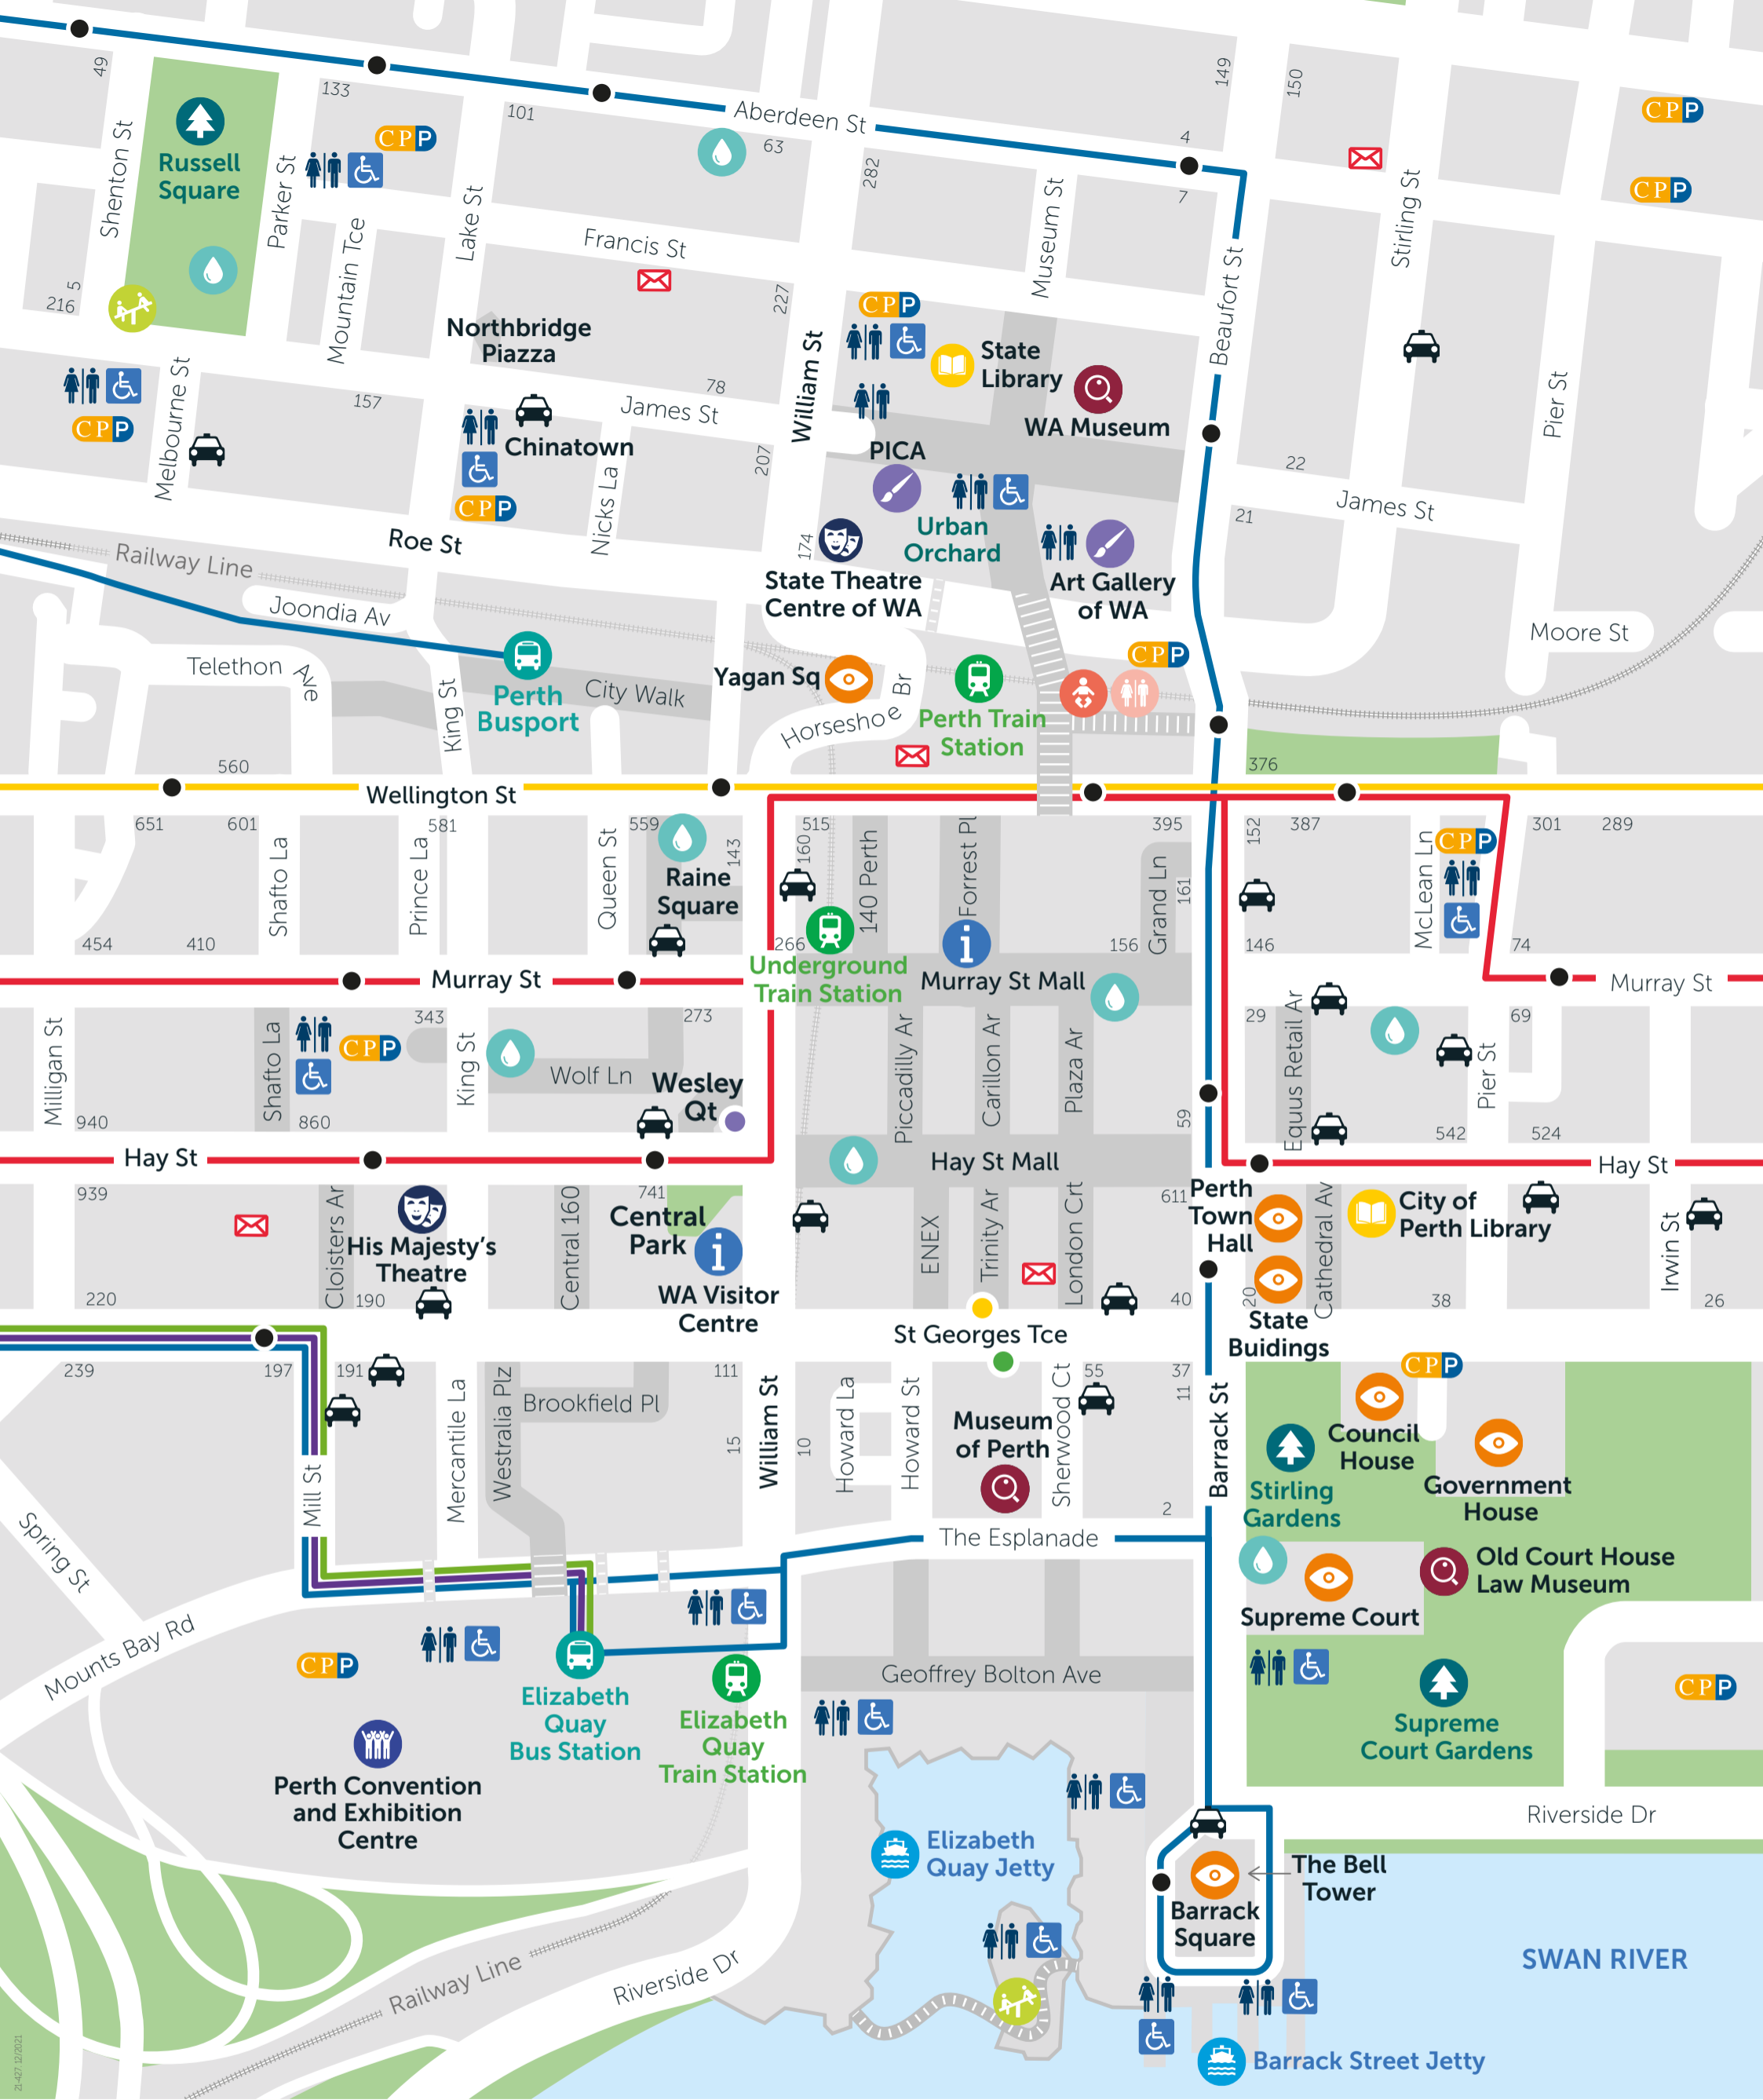 49
133
101
Aberdeen St
63
282
4
7
149
150
CPP
CPP
CPP
Russell
Square
Shenton St
Parker St
Mountain Tce
Lake St
Francis St
Museum St
Beaufort St
Stirling St
5
216
227
Northbridge
Piazza
CPP
State
Library
WA Museum
William St
78
James St
157
Melbourne St
CPP
Chinatown
CPP
Nicks La
207
PICA
Pier St
22
James St
21
Roe St
174
Urban
Orchard
State Theatre
Centre of WA
Art Gallery
of WA
Railway Line
Joondia Av
Telethon
Ave
Perth
Busport
City Walk
King St
Yagan Sq
Horseshoe Br
Perth Train
Station
CPP
Moore St
560
376
Wellington St
651
601
581
559
143
515
160
395
152
387
301
289
Shafto La
Prince La
Queen St
Raine
Square
140 Perth
Forrest Pl
Grand Ln
161
McLean Ln
CPP
454
410
266
156
146
74
Underground
Train Station
Murray St
Murray St Mall
Murray St
Milligan St
Shafto La
CPP
343
King St
273
Wolf Ln
Wesley
Qt
Piccadilly Ar
Carillon Ar
Plaza Ar
59
29
Equus Retail Ar
Pier St
69
940
860
542
524
Hay St
Hay St Mall
Hay St
939
741
611
Cloisters Ar
His Majesty's
Theatre
Central 160
Central
Park
WA Visitor
Centre
ENEX
Trinity Ar
London Crt
Perth
Town
Hall
Cathedral Av
City of
Perth Library
Irwin St
220
190
40
20
38
26
State
Buidings
St Georges Tce
239
197
191
111
55
37
11
CPP
Mercantile La
Westralia Plz
Brookfield Pl
William St
15
10
Howard La
Howard St
Museum
of Perth
Sherwood Ct
2
Barrack St
Council
House
Government
House
Stirling
Gardens
Mill St
Spring St
The Esplanade
Old Court House
Law Museum
Supreme Court
Mounts Bay Rd
CPP
Geoffrey Bolton Ave
Elizabeth
Quay
Bus Station
Elizabeth
Quay
Train Station
Supreme
Court Gardens
CPP
Perth Convention
and Exhibition
Centre
Riverside Dr
Elizabeth
Quay Jetty
The Bell
Tower
Barrack
Square
SWAN RIVER
Railway Line
Riverside Dr
Barrack Street Jetty
21-427 12/2021